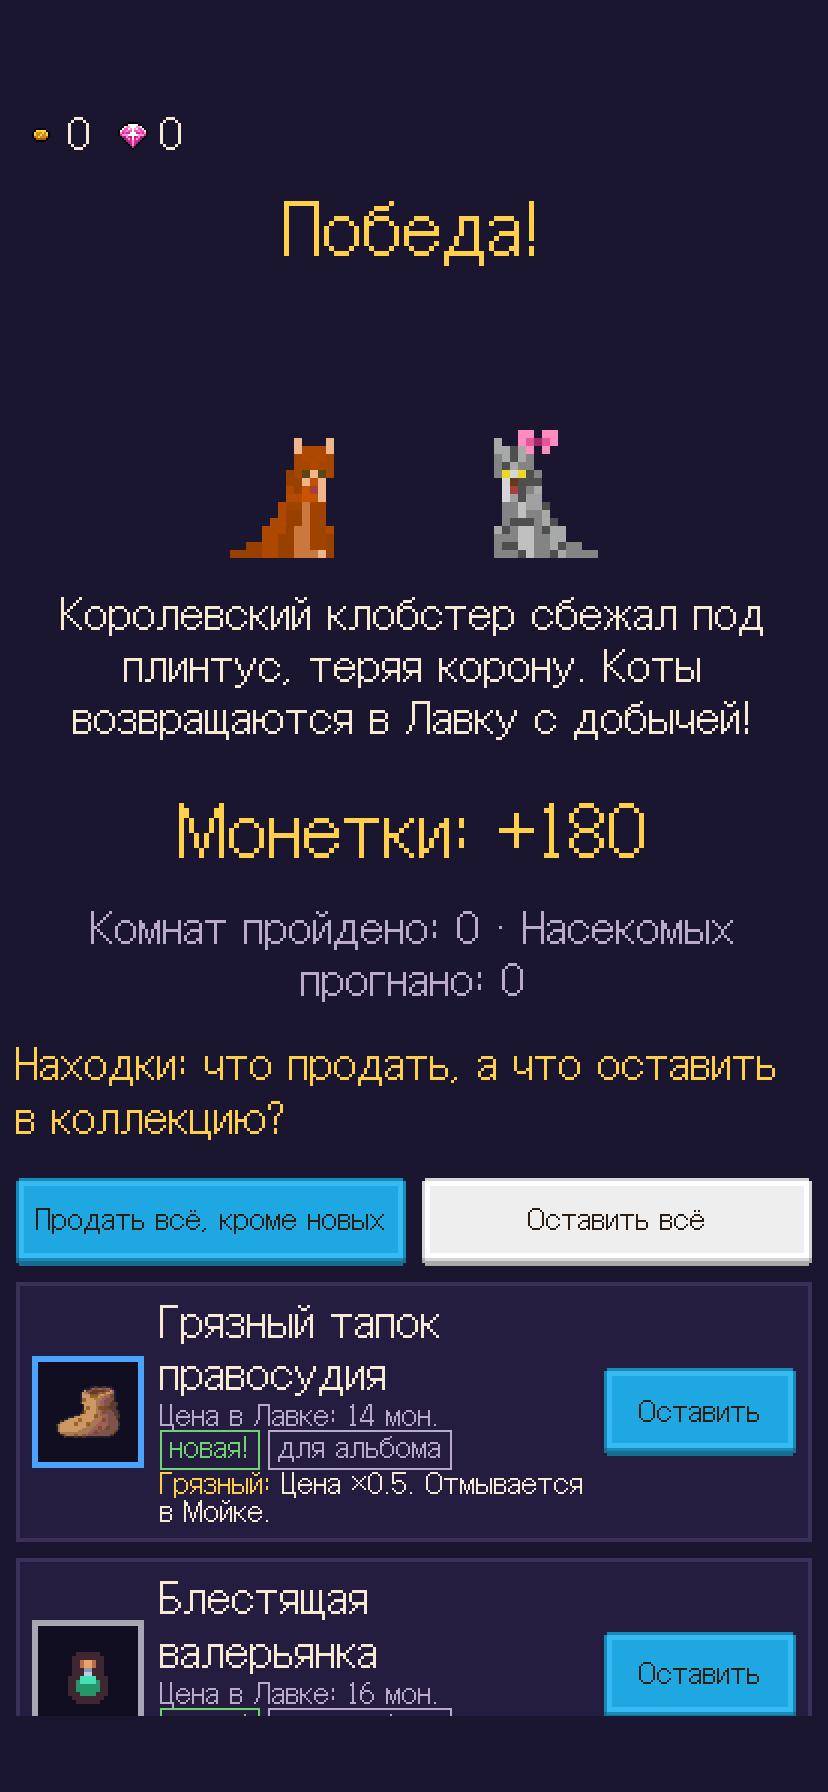 0 0
Победа!
Королевский клобстер сбежал под
плинтус, теряя корону. Коты
возвращаются в Лавку с добычей!
Монетки: +180
Комнат пройдено: 0 · Насекомых
прогнано: 0
Находки: что продать, а что оставить
в коллекцию?
Продать всё, кроме новых
Оставить всё
Грязный тапок
правосудия
Цена в Лавке: 14 мон.
новая! для альбома
Грязный: Цена ×0.5. Отмывается
в Мойке.
Оставить
Блестящая
валерьянка
Цена в Лавке: 16 мон.
Оставить